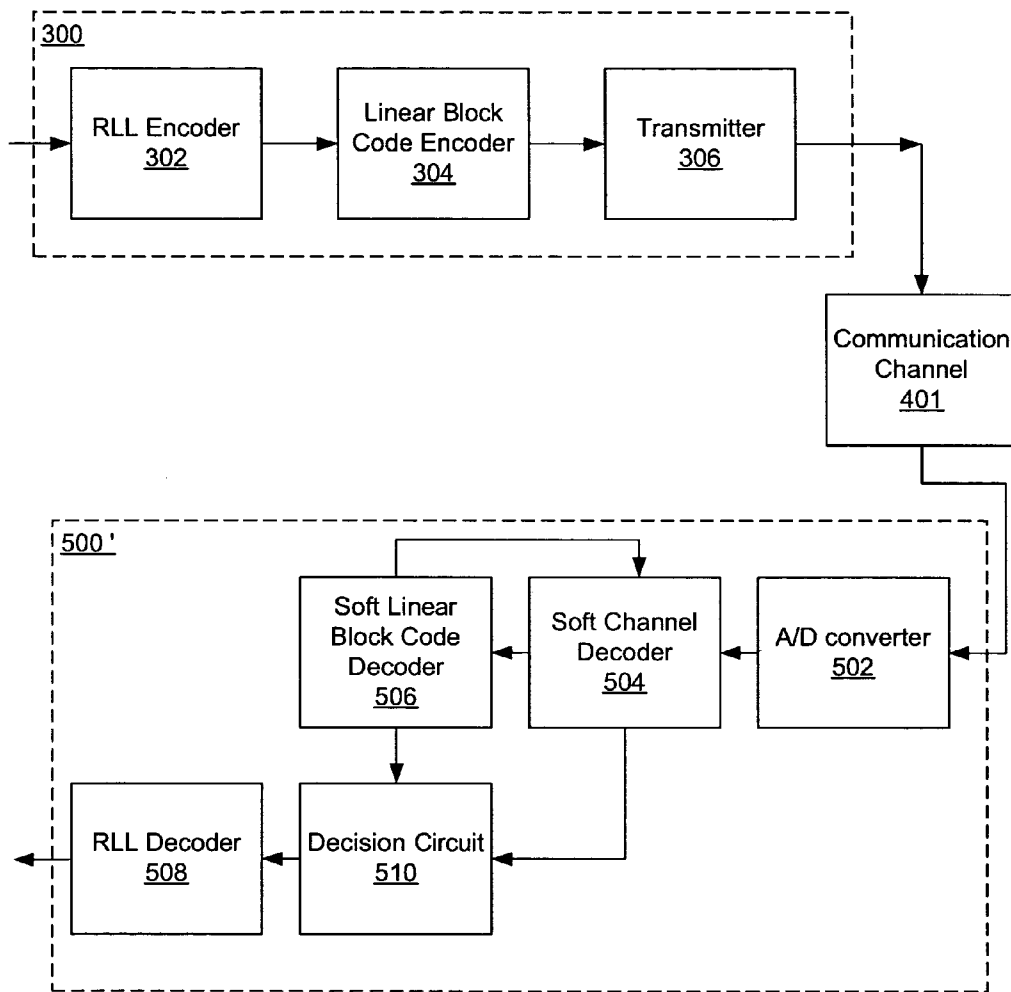 300
RLL Encoder
302
Linear Block
Code Encoder
304
Transmitter
306
Communication
Channel
401
500 '
Soft Linear
Block Code
Decoder
506
Soft Channel
Decoder
504
A/D converter
502
RLL Decoder
508
Decision Circuit
510